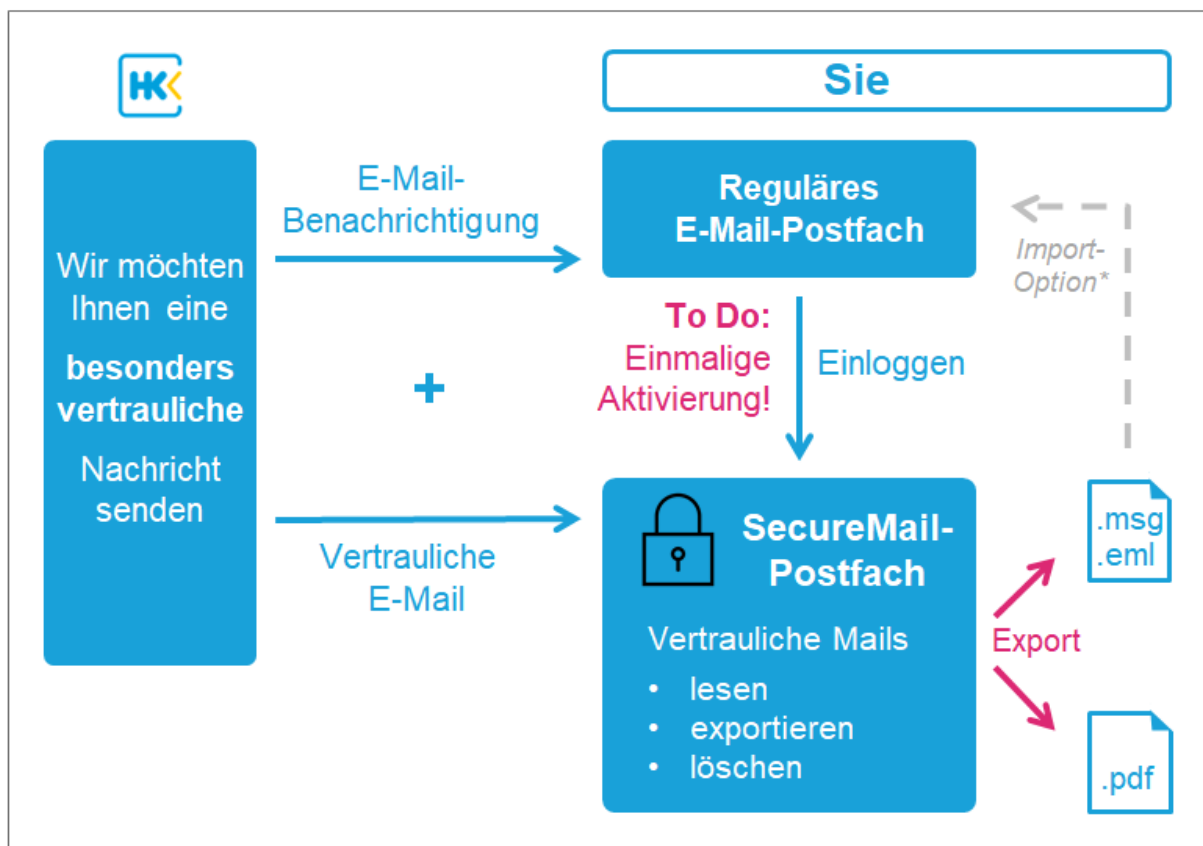 HK
Sie
Wir möchten
Ihnen eine
besonders
vertrauliche
Nachricht
senden
E-Mail-
Benachrichtigung
+
Vertrauliche
E-Mail
Reguläres
E-Mail-Postfach
To Do:
Einmalige
Aktivierung!
Einloggen
Import-
Option*
SecureMail-
Postfach
Vertrauliche Mails
• lesen
• exportieren
• löschen
Export
.msg
.eml
.pdf